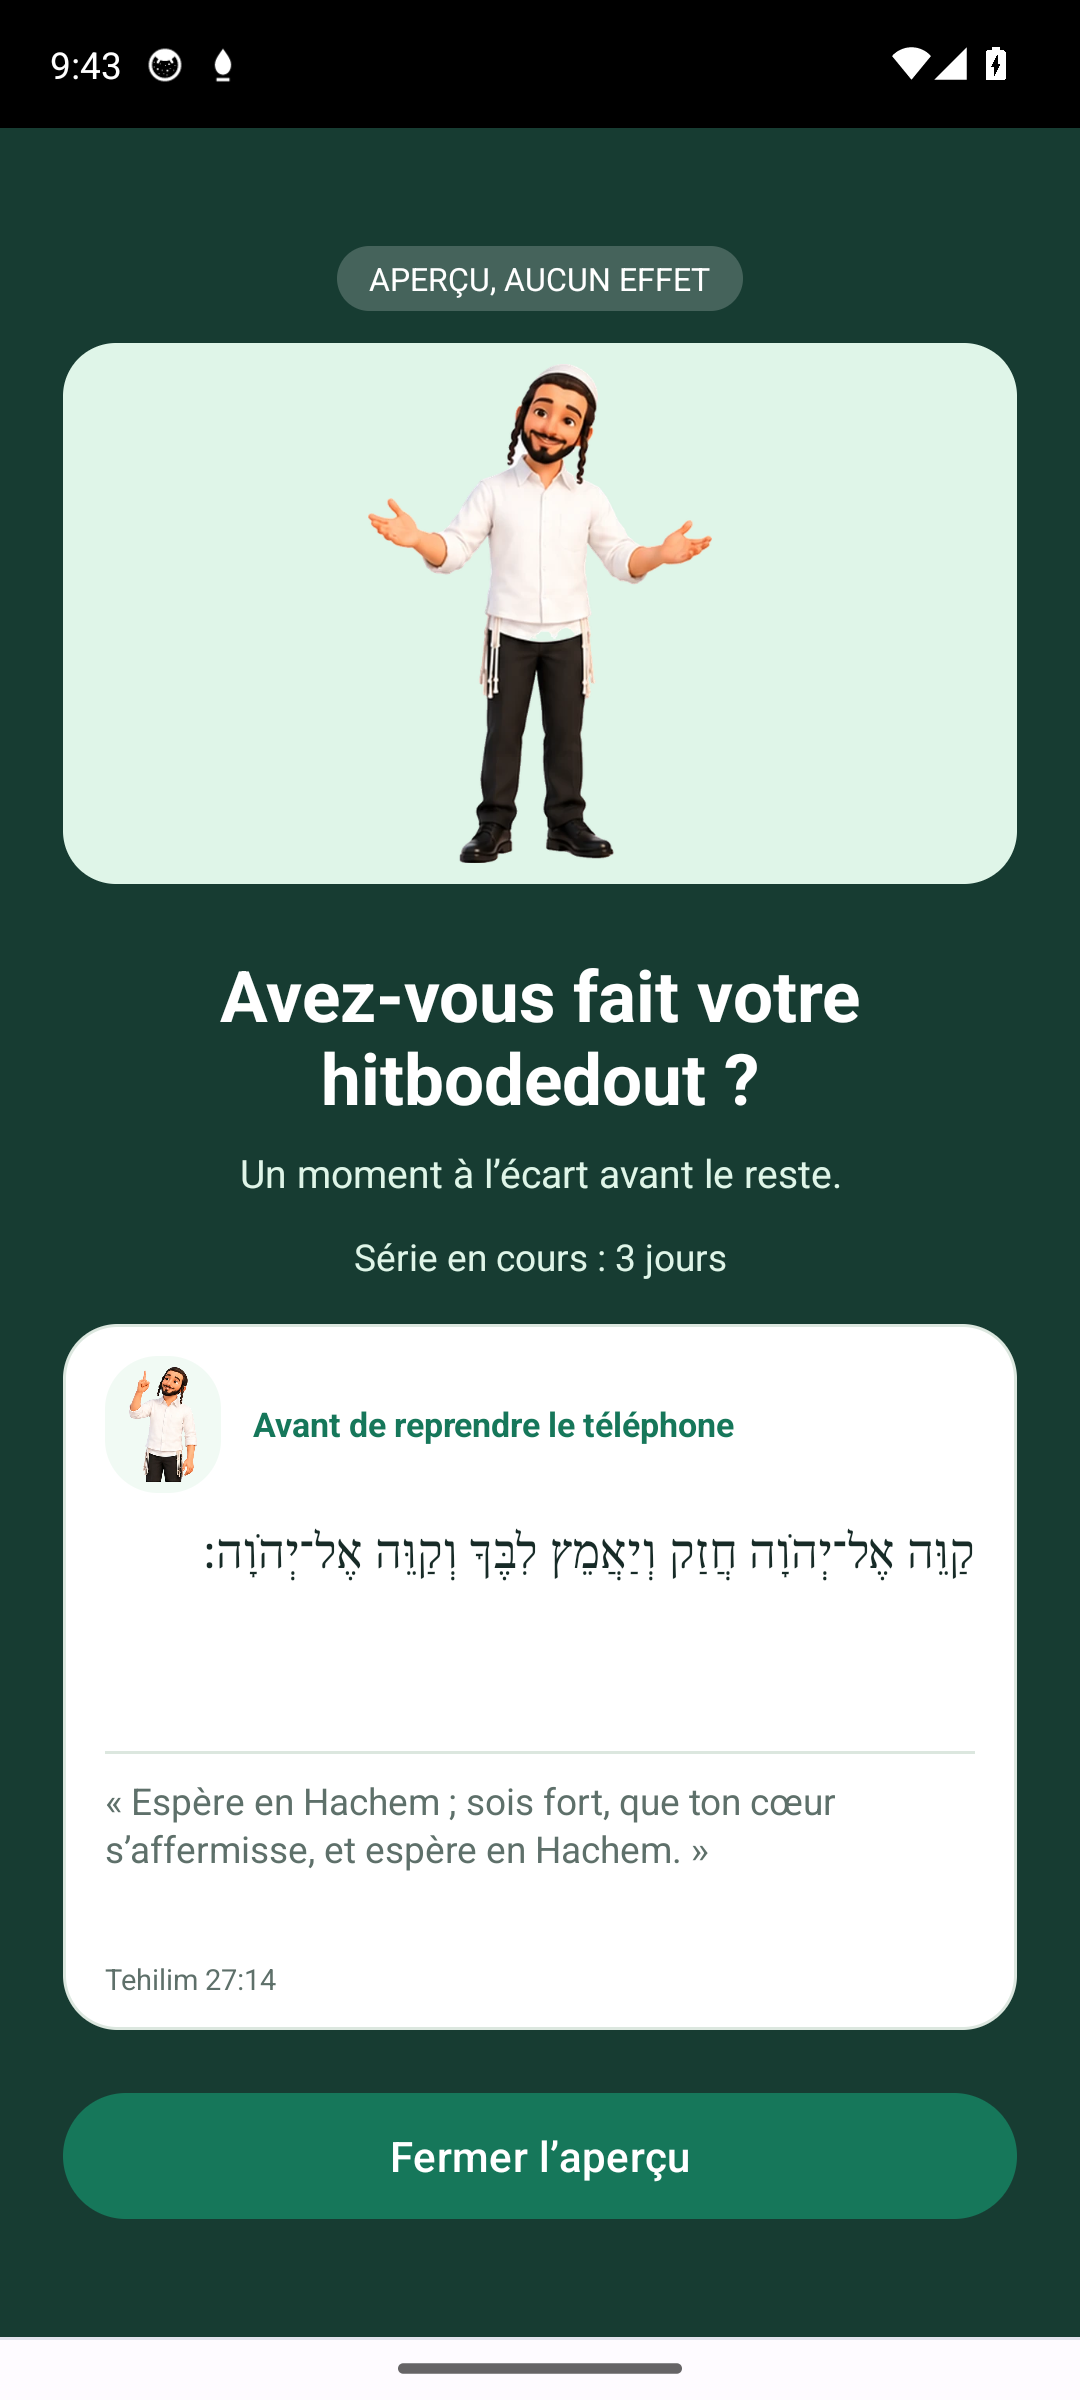 9:43
APERÇU, AUCUN EFFET
Avez-vous fait votre
hitbodedout ?
Un moment à l’écart avant le reste.
Série en cours : 3 jours
Avant de reprendre le téléphone
קַוֵּה אֶל־יְהֹוָה חֲזַק וְיַאֲמֵץ לִבֶּךָ וְקַוֵּה אֶל־יְהֹוָה׃
« Espère en Hachem ; sois fort, que ton cœur
s’affermisse, et espère en Hachem. »
Tehilim 27:14
Fermer l’aperçu